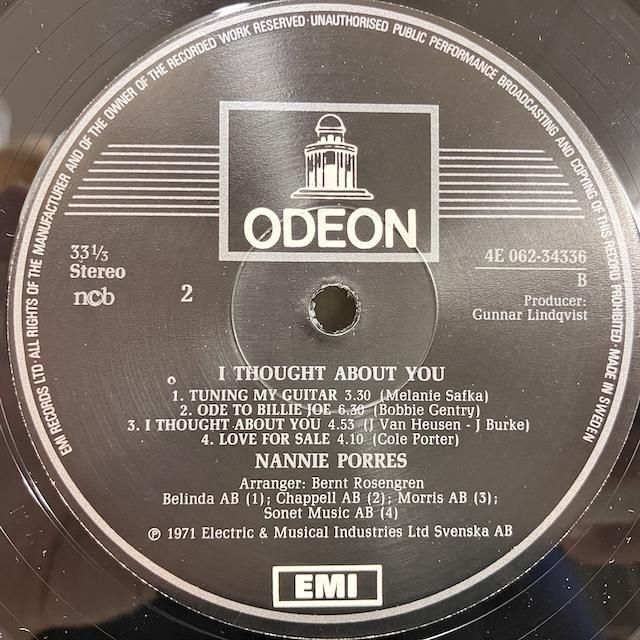 EMI RECORDS LTD · ALL RIGHTS OF THE MANUFACTURER AND OF THE OWNER OF THE RECORDED WORK RESERVED · UNAUTHORISED PUBLIC PERFORMANCE BROADCASTING AND COPYING OF THIS RECORD PROHIBITED · MADE IN SWEDEN
ODEON
33 1/3
Stereo
ncb
2
4E 062-34336
B
Producer:
Gunnar Lindqvist
I THOUGHT ABOUT YOU
1. TUNING MY GUITAR 3.30 (Melanie Safka)
2. ODE TO BILLIE JOE 6.30 (Bobbie Gentry)
3. I THOUGHT ABOUT YOU 4.53 (J Van Heusen - J Burke)
4. LOVE FOR SALE 4.10 (Cole Porter)
NANNIE PORRES
Arranger: Bernt Rosengren
Belinda AB (1); Chappell AB (2); Morris AB (3);
Sonet Music AB (4)
℗ 1971 Electric & Musical Industries Ltd Svenska AB
EMI